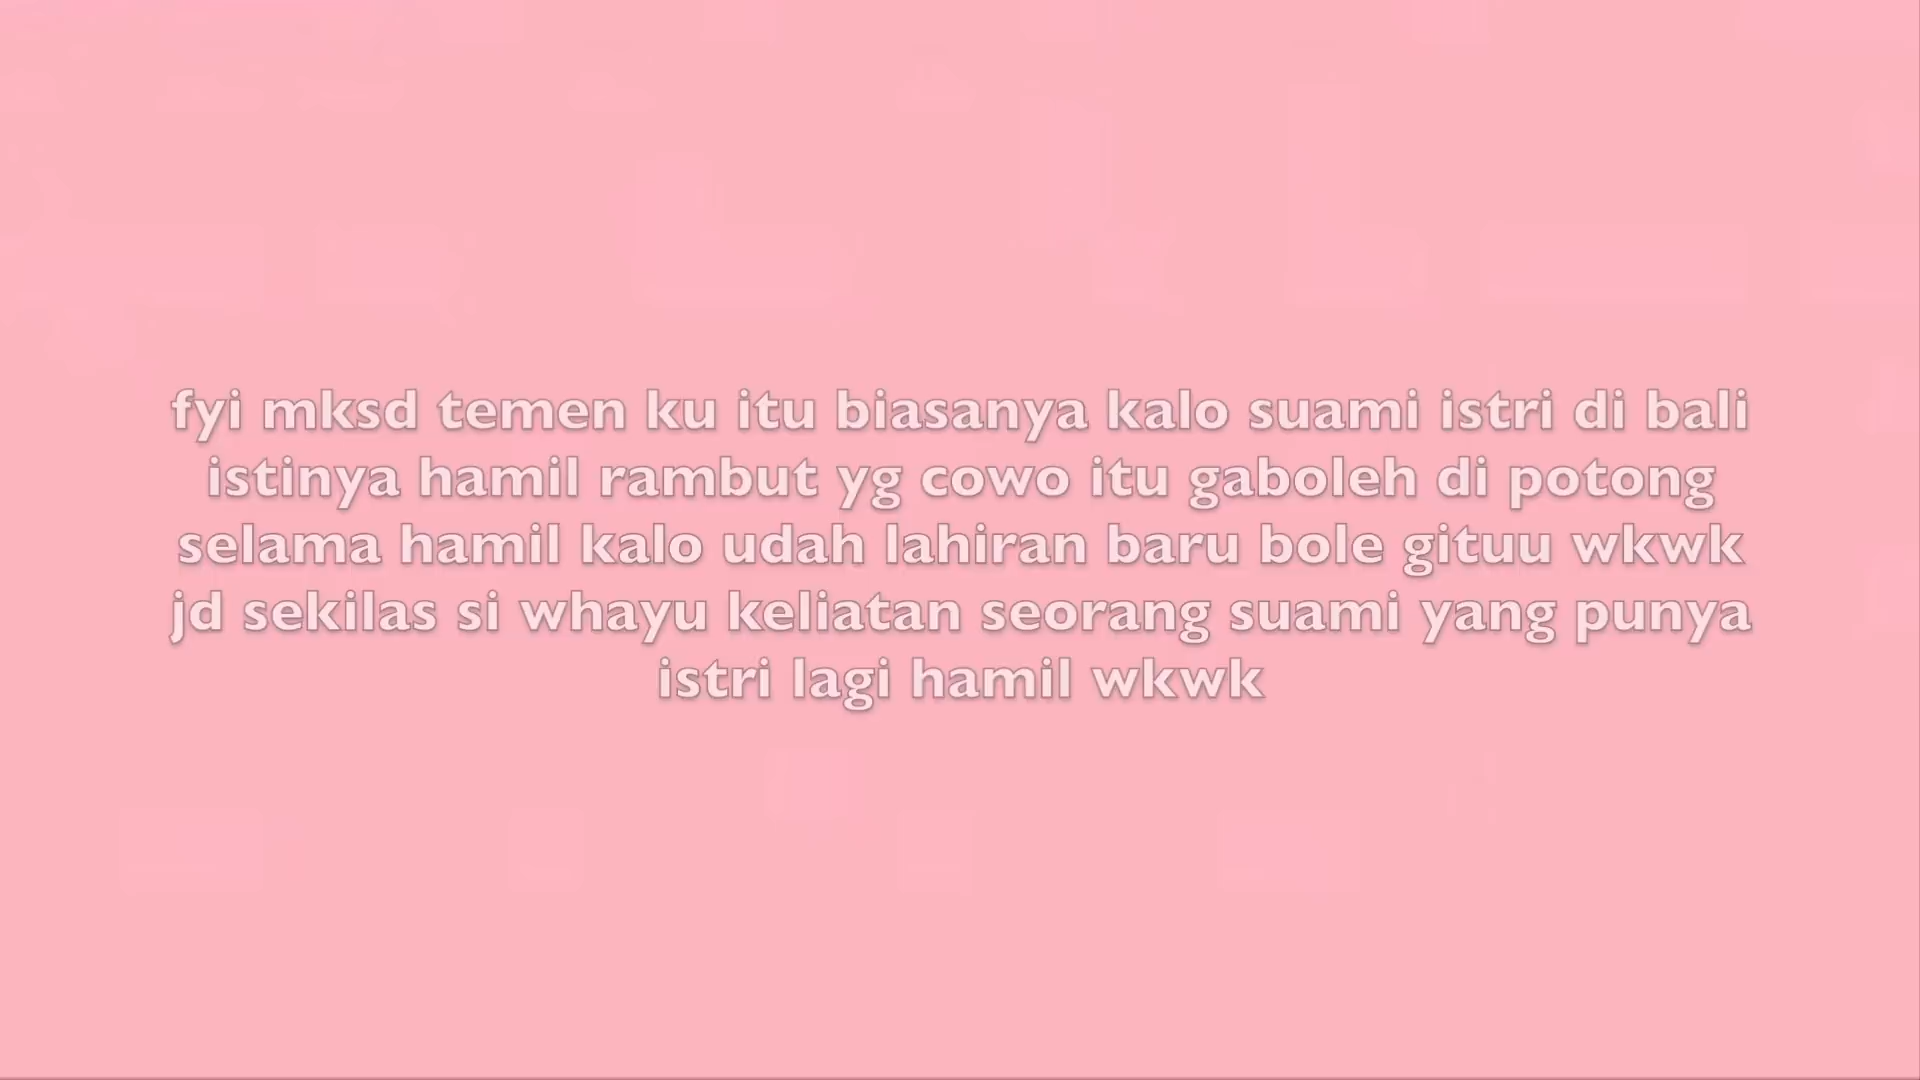 fyi mksd temen ku itu biasanya kalo suami istri di bali
istinya hamil rambut yg cowo itu gaboleh di potong
selama hamil kalo udah lahiran baru bole gituu wkwk
jd sekilas si whayu keliatan seorang suami yang punya
istri lagi hamil wkwk